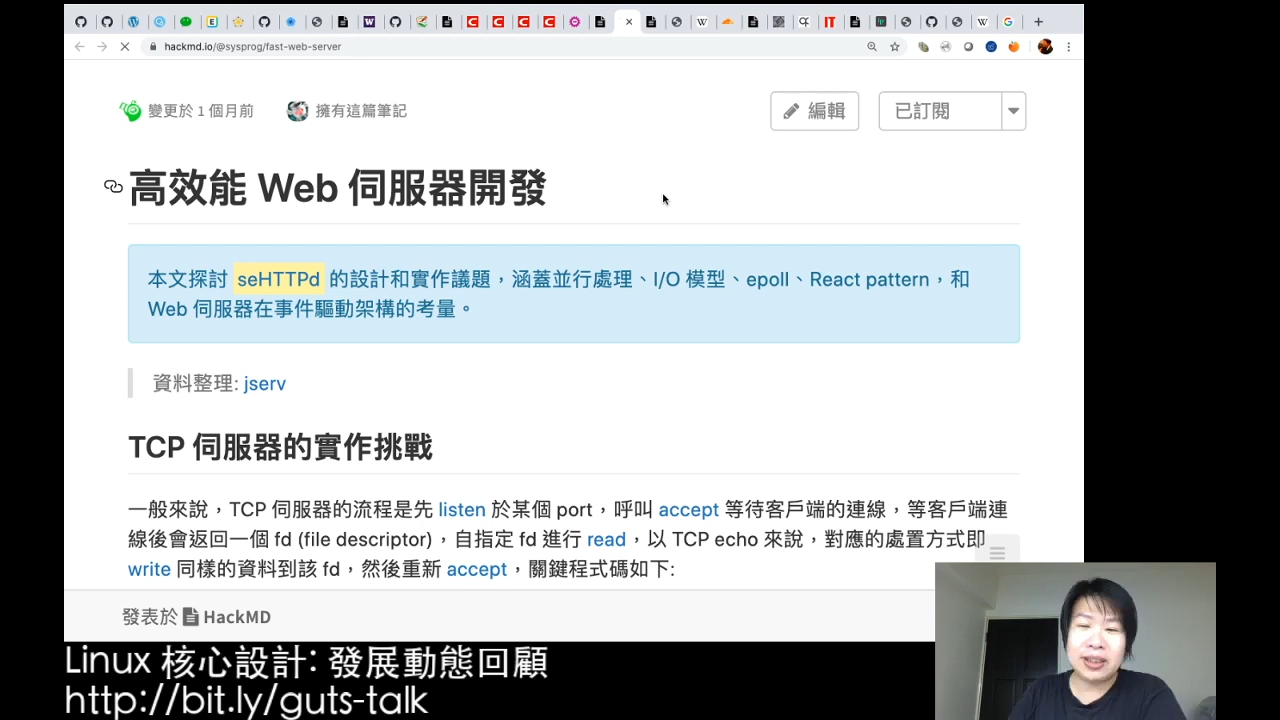 hackmd.io/@sysprog/fast-web-server
變更於 1 個月前
擁有這篇筆記
編輯
已訂閱
高效能 Web 伺服器開發
本文探討 seHTTPd 的設計和實作議題，涵蓋並行處理、I/O 模型、epoll、React pattern，和
Web 伺服器在事件驅動架構的考量。
資料整理: jserv
TCP 伺服器的實作挑戰
一般來說，TCP 伺服器的流程是先 listen 於某個 port，呼叫 accept 等待客戶端的連線，等客戶端連
線後會返回一個 fd (file descriptor)，自指定 fd 進行 read，以 TCP echo 來說，對應的處置方式即
write 同樣的資料到該 fd，然後重新 accept，關鍵程式碼如下:
發表於 HackMD
Linux 核心設計: 發展動態回顧
http://bit.ly/guts-talk